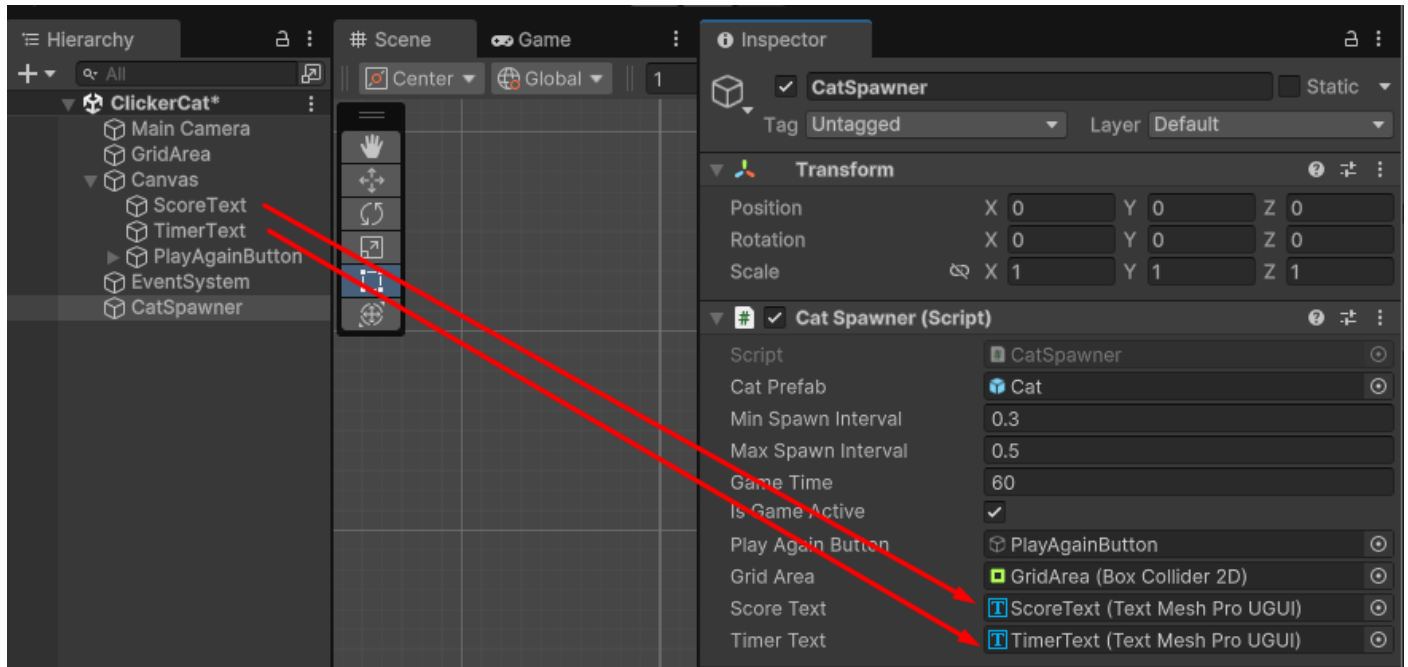 Hierarchy
All
ClickerCat*
Main Camera
GridArea
Canvas
ScoreText
TimerText
PlayAgainButton
EventSystem
CatSpawner
Scene
Game
Center
Global
1
Inspector
CatSpawner
Static
Tag Untagged
Layer Default
Transform
Position X 0 Y 0 Z 0
Rotation X 0 Y 0 Z 0
Scale X 1 Y 1 Z 1
# Cat Spawner (Script)
Script CatSpawner
Cat Prefab Cat
Min Spawn Interval 0.3
Max Spawn Interval 0.5
Game Time 60
Is Game Active
Play Again Button PlayAgainButton
Grid Area GridArea (Box Collider 2D)
Score Text ScoreText (Text Mesh Pro UGUI)
Timer Text TimerText (Text Mesh Pro UGUI)